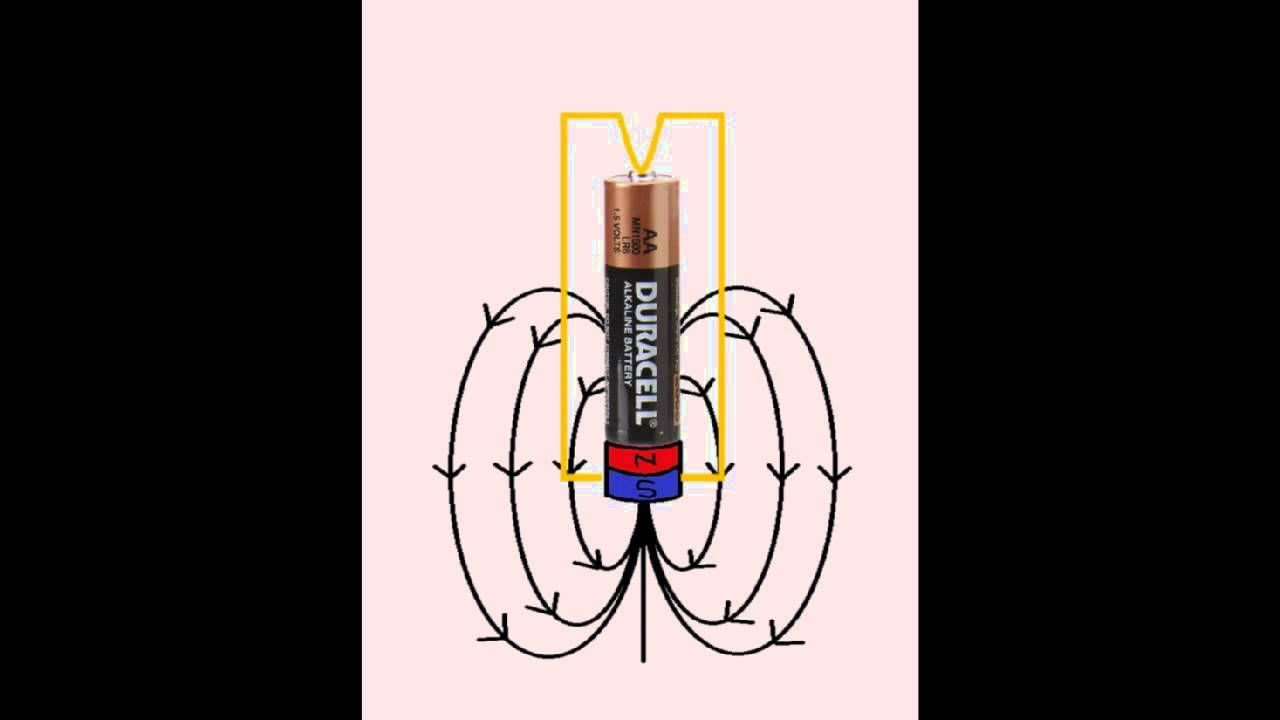 AA
MN1500
LR6
1.5 VOLTS
DURACELL®
ALKALINE BATTERY
N
S